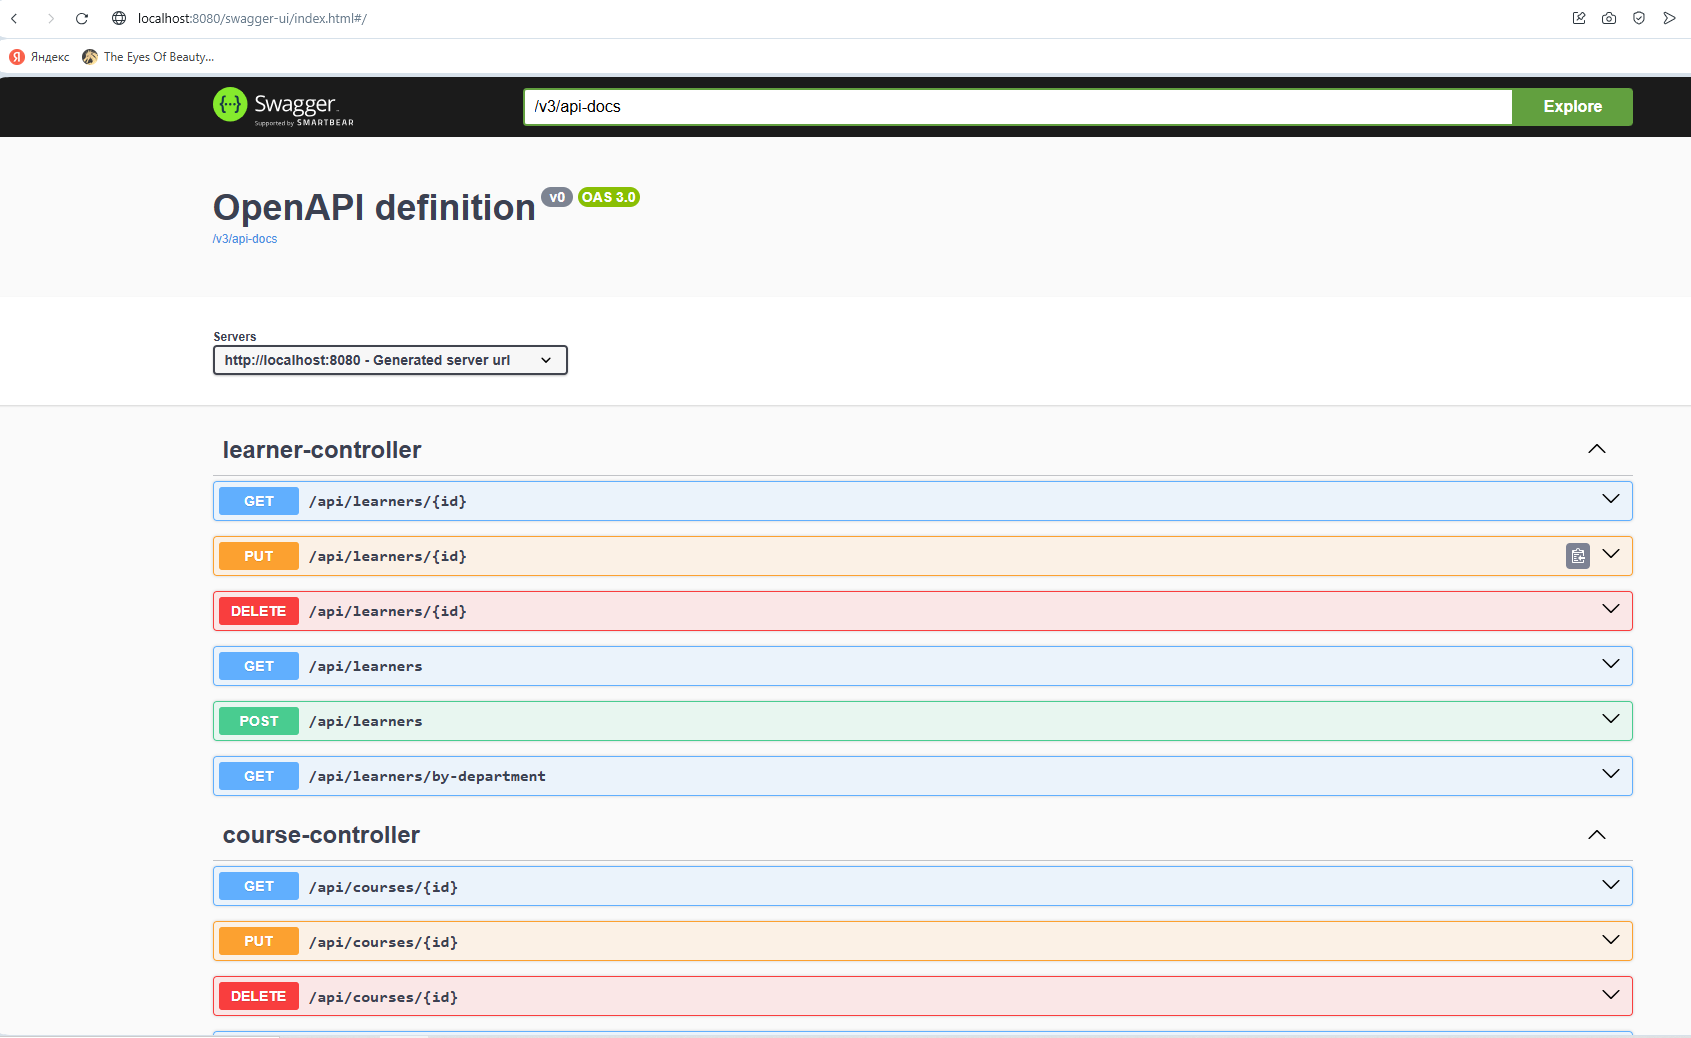 localhost:8080/swagger-ui/index.html#/
Яндекс The Eyes Of Beauty...
Swagger
Supported by SMARTBEAR
/v3/api-docs
Explore
OpenAPI definition v0 OAS 3.0
/v3/api-docs
Servers
http://localhost:8080 - Generated server url
learner-controller
GET /api/learners/{id}
PUT /api/learners/{id}
DELETE /api/learners/{id}
GET /api/learners
POST /api/learners
GET /api/learners/by-department
course-controller
GET /api/courses/{id}
PUT /api/courses/{id}
DELETE /api/courses/{id}